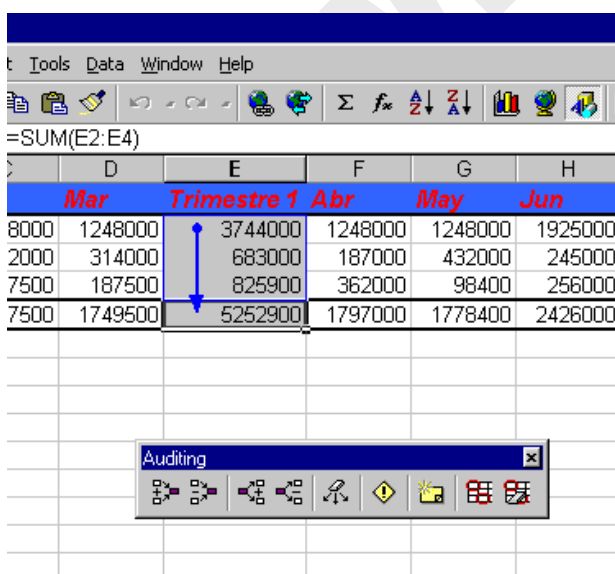 t Tools Data Window Help
=SUM(E2:E4)
D E F G H
Mar Trimestre 1 Abr May Jun
8000 1248000 3744000 1248000 1248000 1925000
2000 314000 683000 187000 432000 245000
7500 187500 825900 362000 98400 256000
7500 1749500 5252900 1797000 1778400 2426000
Auditing